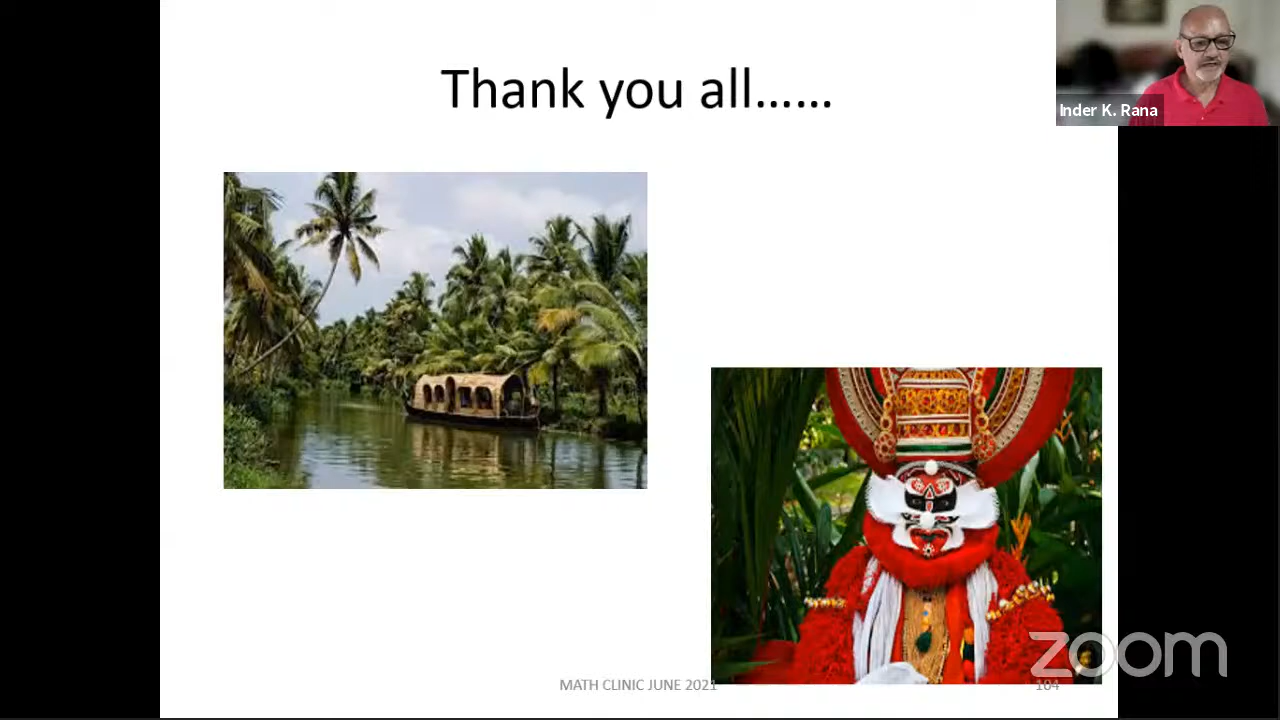 Thank you all......
Inder K. Rana
MATH CLINIC JUNE 2021
104
zoom